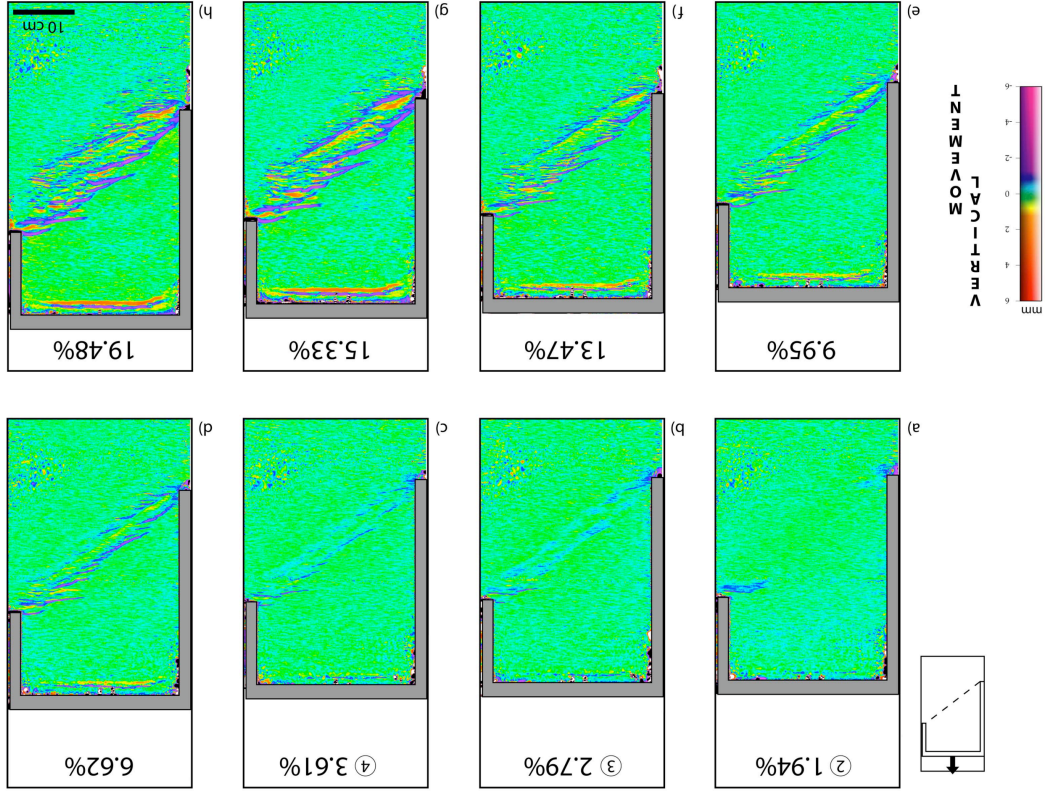 ② 1.94%
③ 2.79%
④ 3.61%
6.62%
a)
b)
c)
d)
mm
6
4
2
0
-2
-4
-6
VERTICAL
MOVEMENT
9.95%
13.47%
15.33%
19.48%
e)
f)
g)
h)
10 cm